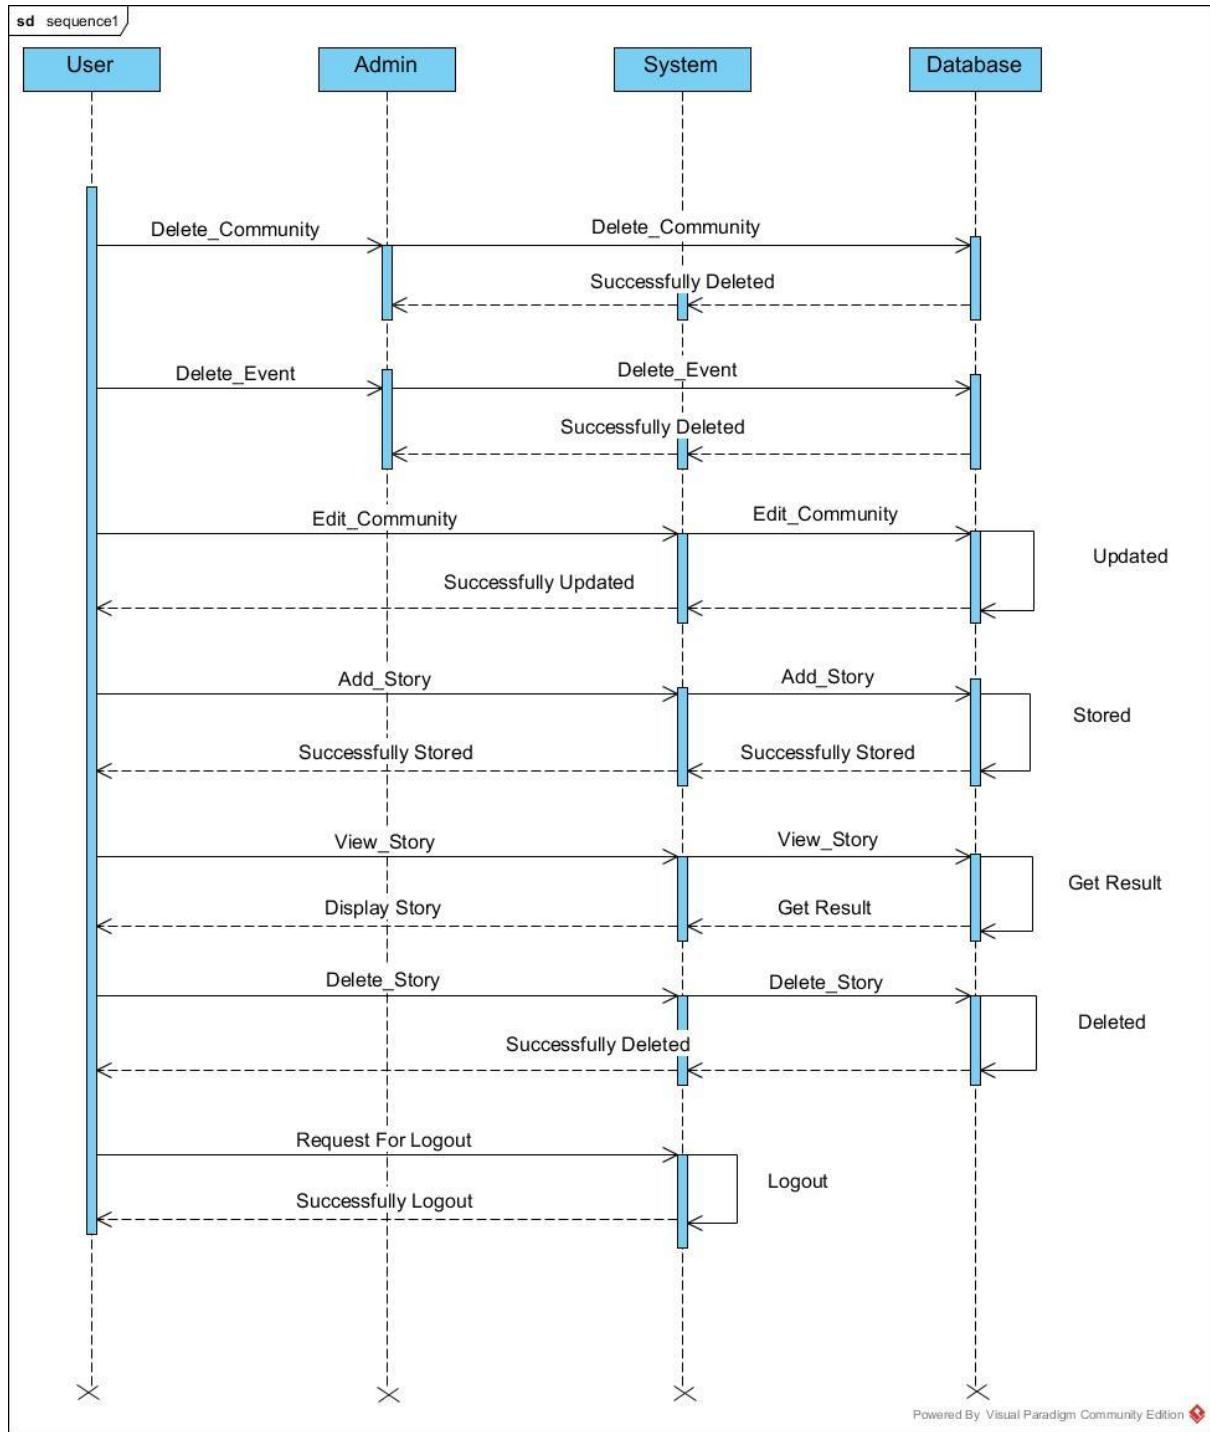 sd sequence1
User
Admin
System
Database
Delete_Community
Delete_Community
Successfully Deleted
Delete_Event
Delete_Event
Successfully Deleted
Edit_Community
Edit_Community
Updated
Successfully Updated
Add_Story
Add_Story
Stored
Successfully Stored
Successfully Stored
View_Story
View_Story
Get Result
Display Story
Get Result
Delete_Story
Delete_Story
Deleted
Successfully Deleted
Request For Logout
Logout
Successfully Logout
Powered By Visual Paradigm Community Edition